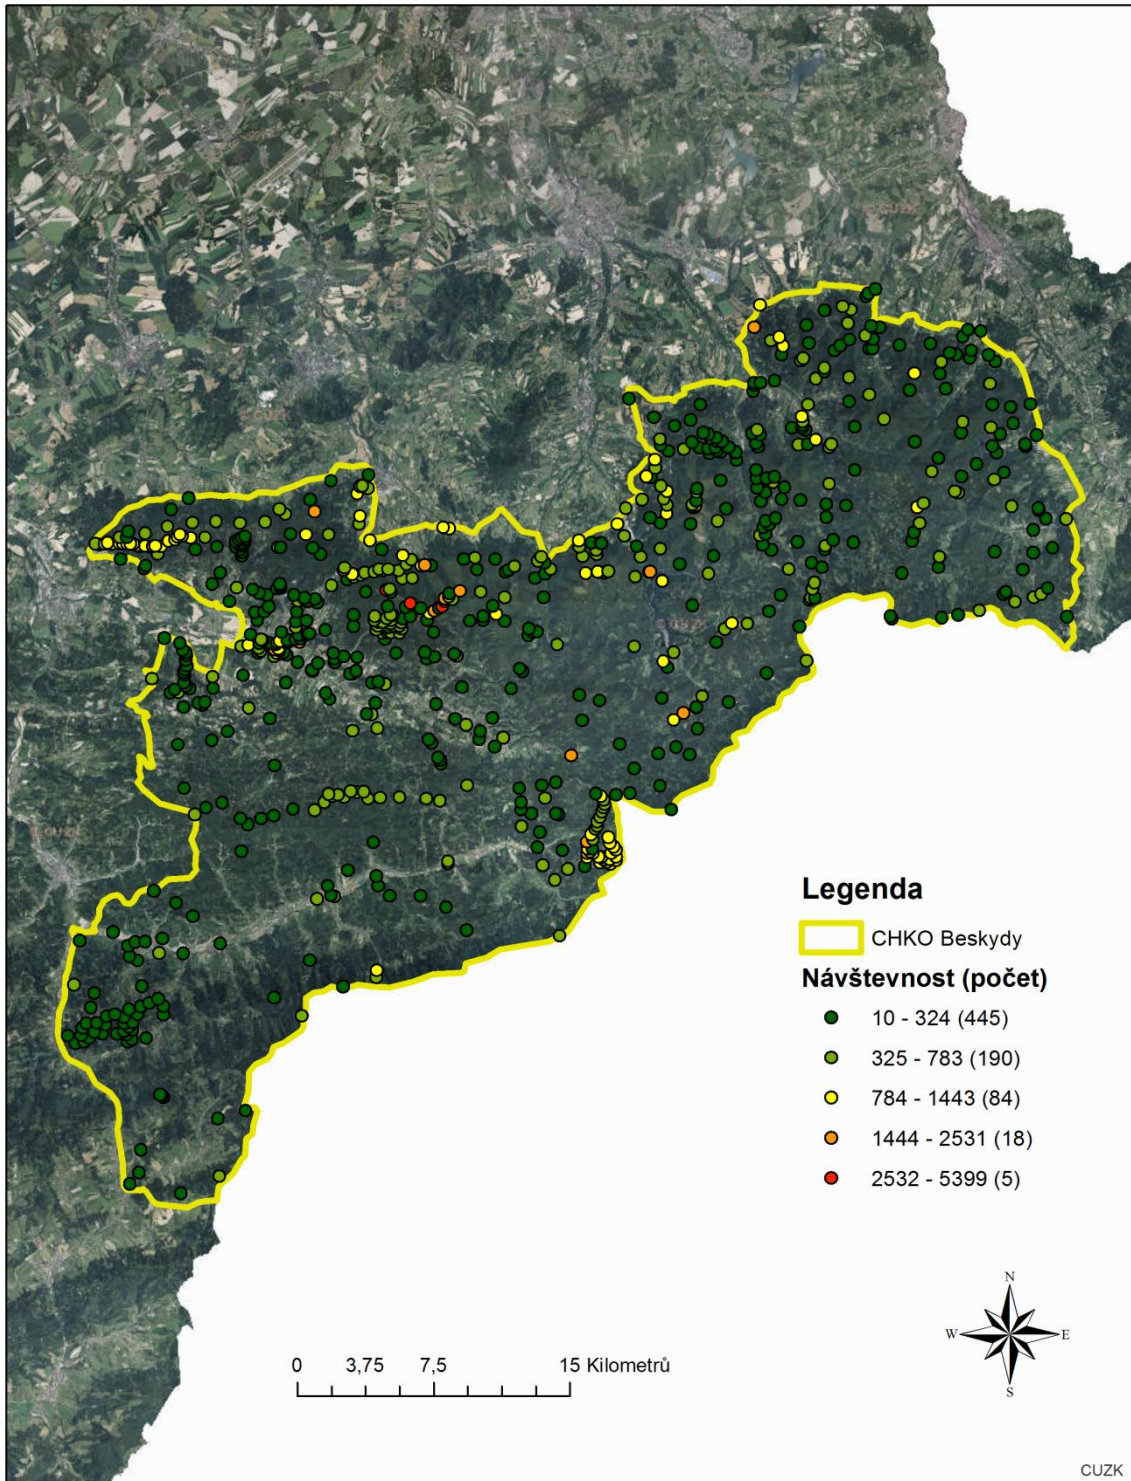 Legenda
CHKO Beskydy
Návštevnost (počet)
10 - 324 (445)
325 - 783 (190)
784 - 1443 (84)
1444 - 2531 (18)
2532 - 5399 (5)
N
W
E
S
0
3,75
7,5
15 Kilometrů
CUZK